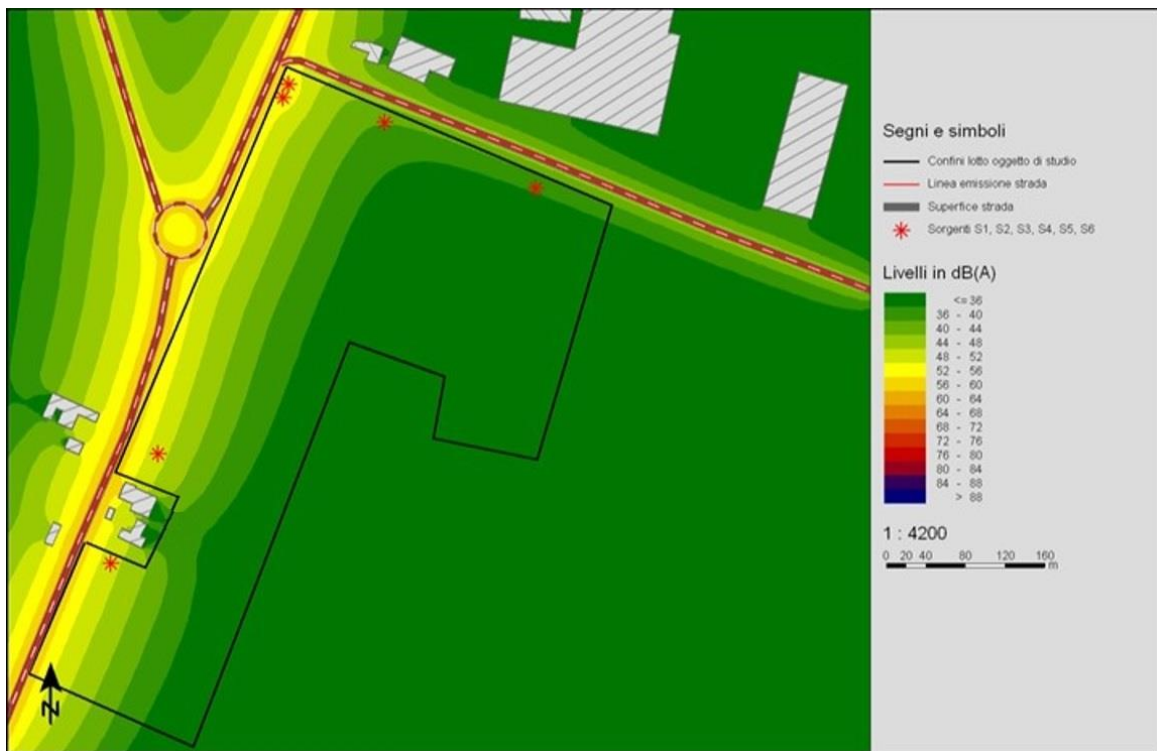 Segni e simboli
Confini lotto oggetto di studio
Linea emissione strada
Superfice strada
Sorgenti S1, S2, S3, S4, S5, S6
Livelli in dB(A)
<= 36
36 - 40
40 - 44
44 - 48
48 - 52
52 - 56
56 - 60
60 - 64
64 - 68
68 - 72
72 - 76
76 - 80
80 - 84
84 - 88
> 88
1 : 4200
0 20 40 80 120 160
m
N